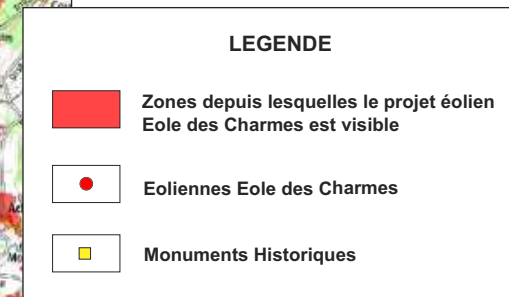 LEGENDE
Zones depuis lesquelles le projet éolien
Eole des Charmes est visible
Eoliennes Eole des Charmes
Monuments Historiques